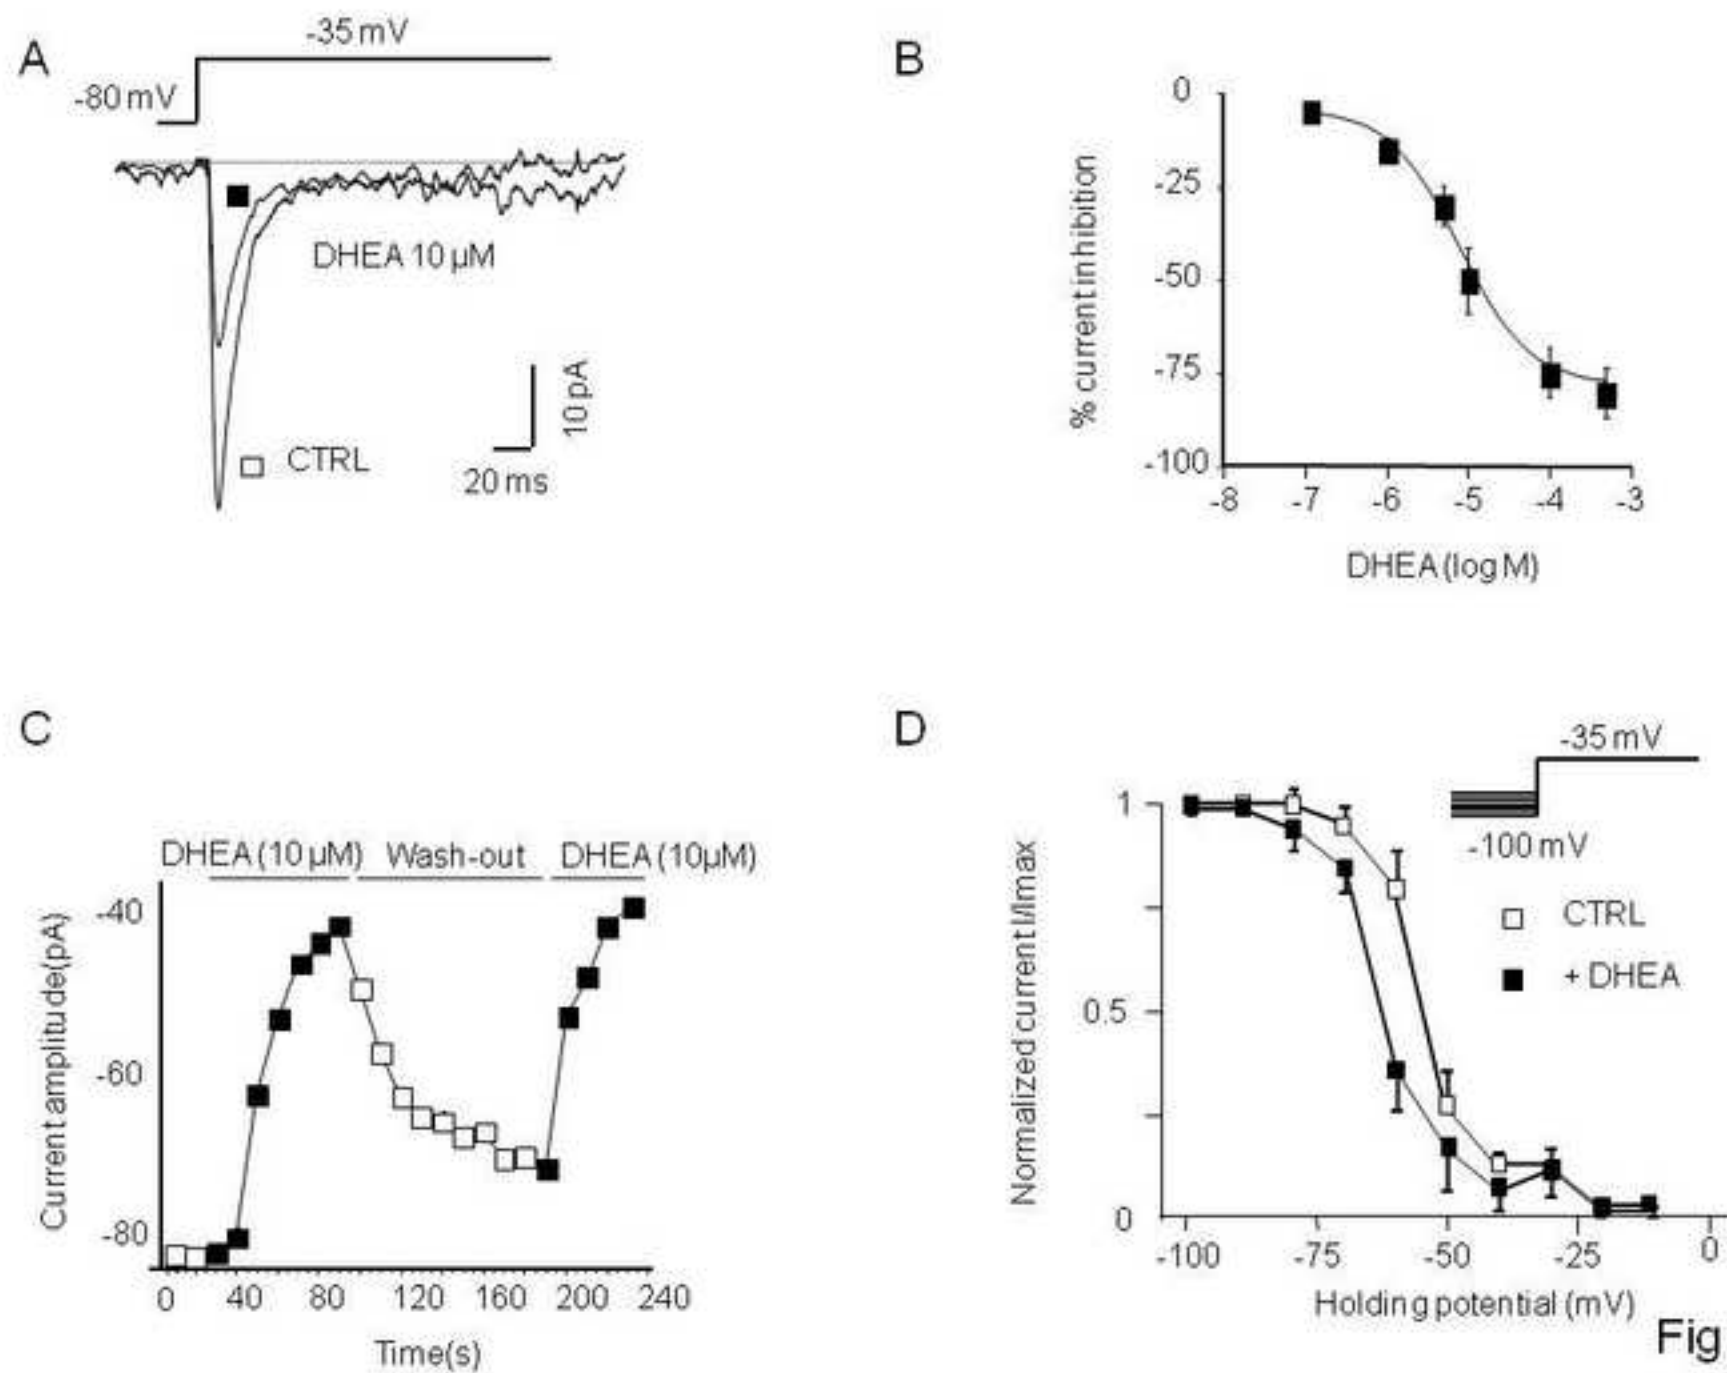 A
-35 mV
-80 mV
DHEA 10 µM
10 pA
CTRL
20 ms
B
0
-25
-50
-75
-100
% current inhibition
-8 -7 -6 -5 -4 -3
DHEA (log M)
C
DHEA (10 µM) Wash-out DHEA (10µM)
-40
-60
-80
Current amplitude(pA)
0 40 80 120 160 200 240
Time(s)
D
-35 mV
-100 mV
CTRL
+ DHEA
1
0.5
0
Normalized current I/Imax
-100 -75 -50 -25 0
Holding potential (mV)
Fig